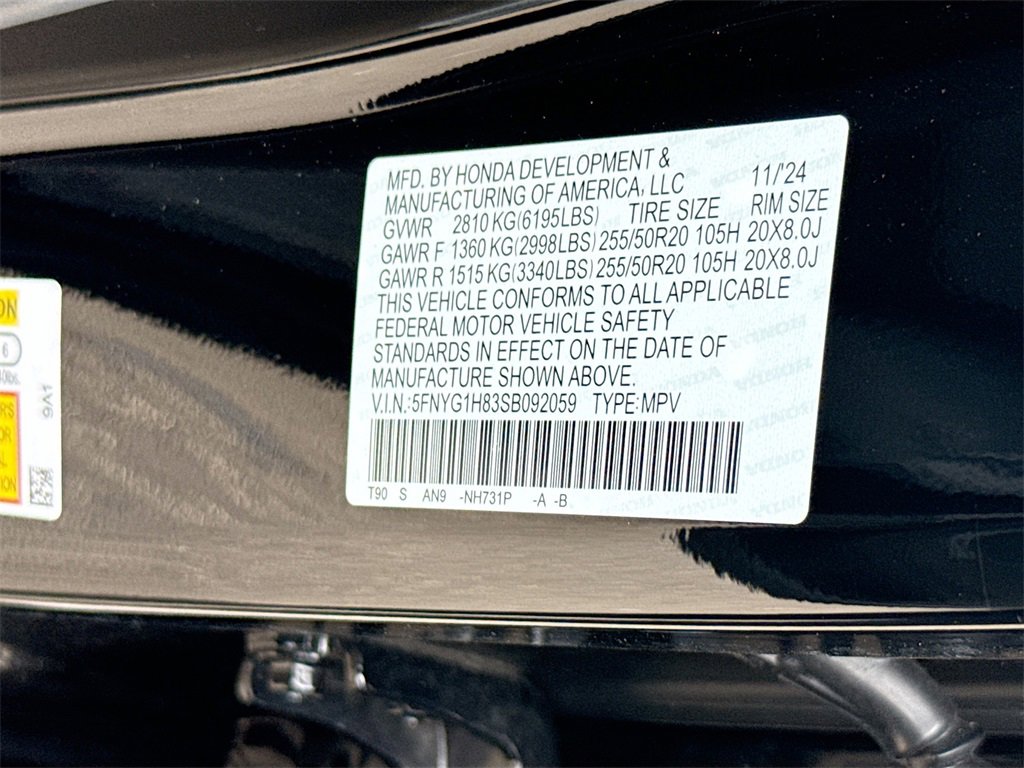 MFD. BY HONDA DEVELOPMENT &
MANUFACTURING OF AMERICA, LLC 11/'24
GVWR 2810 KG(6195LBS) TIRE SIZE RIM SIZE
GAWR F 1360 KG(2998LBS) 255/50R20 105H 20X8.0J
GAWR R 1515 KG(3340LBS) 255/50R20 105H 20X8.0J
THIS VEHICLE CONFORMS TO ALL APPLICABLE
FEDERAL MOTOR VEHICLE SAFETY
STANDARDS IN EFFECT ON THE DATE OF
MANUFACTURE SHOWN ABOVE.
V.I.N.:5FNYG1H83SB092059 TYPE:MPV
T90 S AN9 -NH731P -A -B
ON
6
9V1